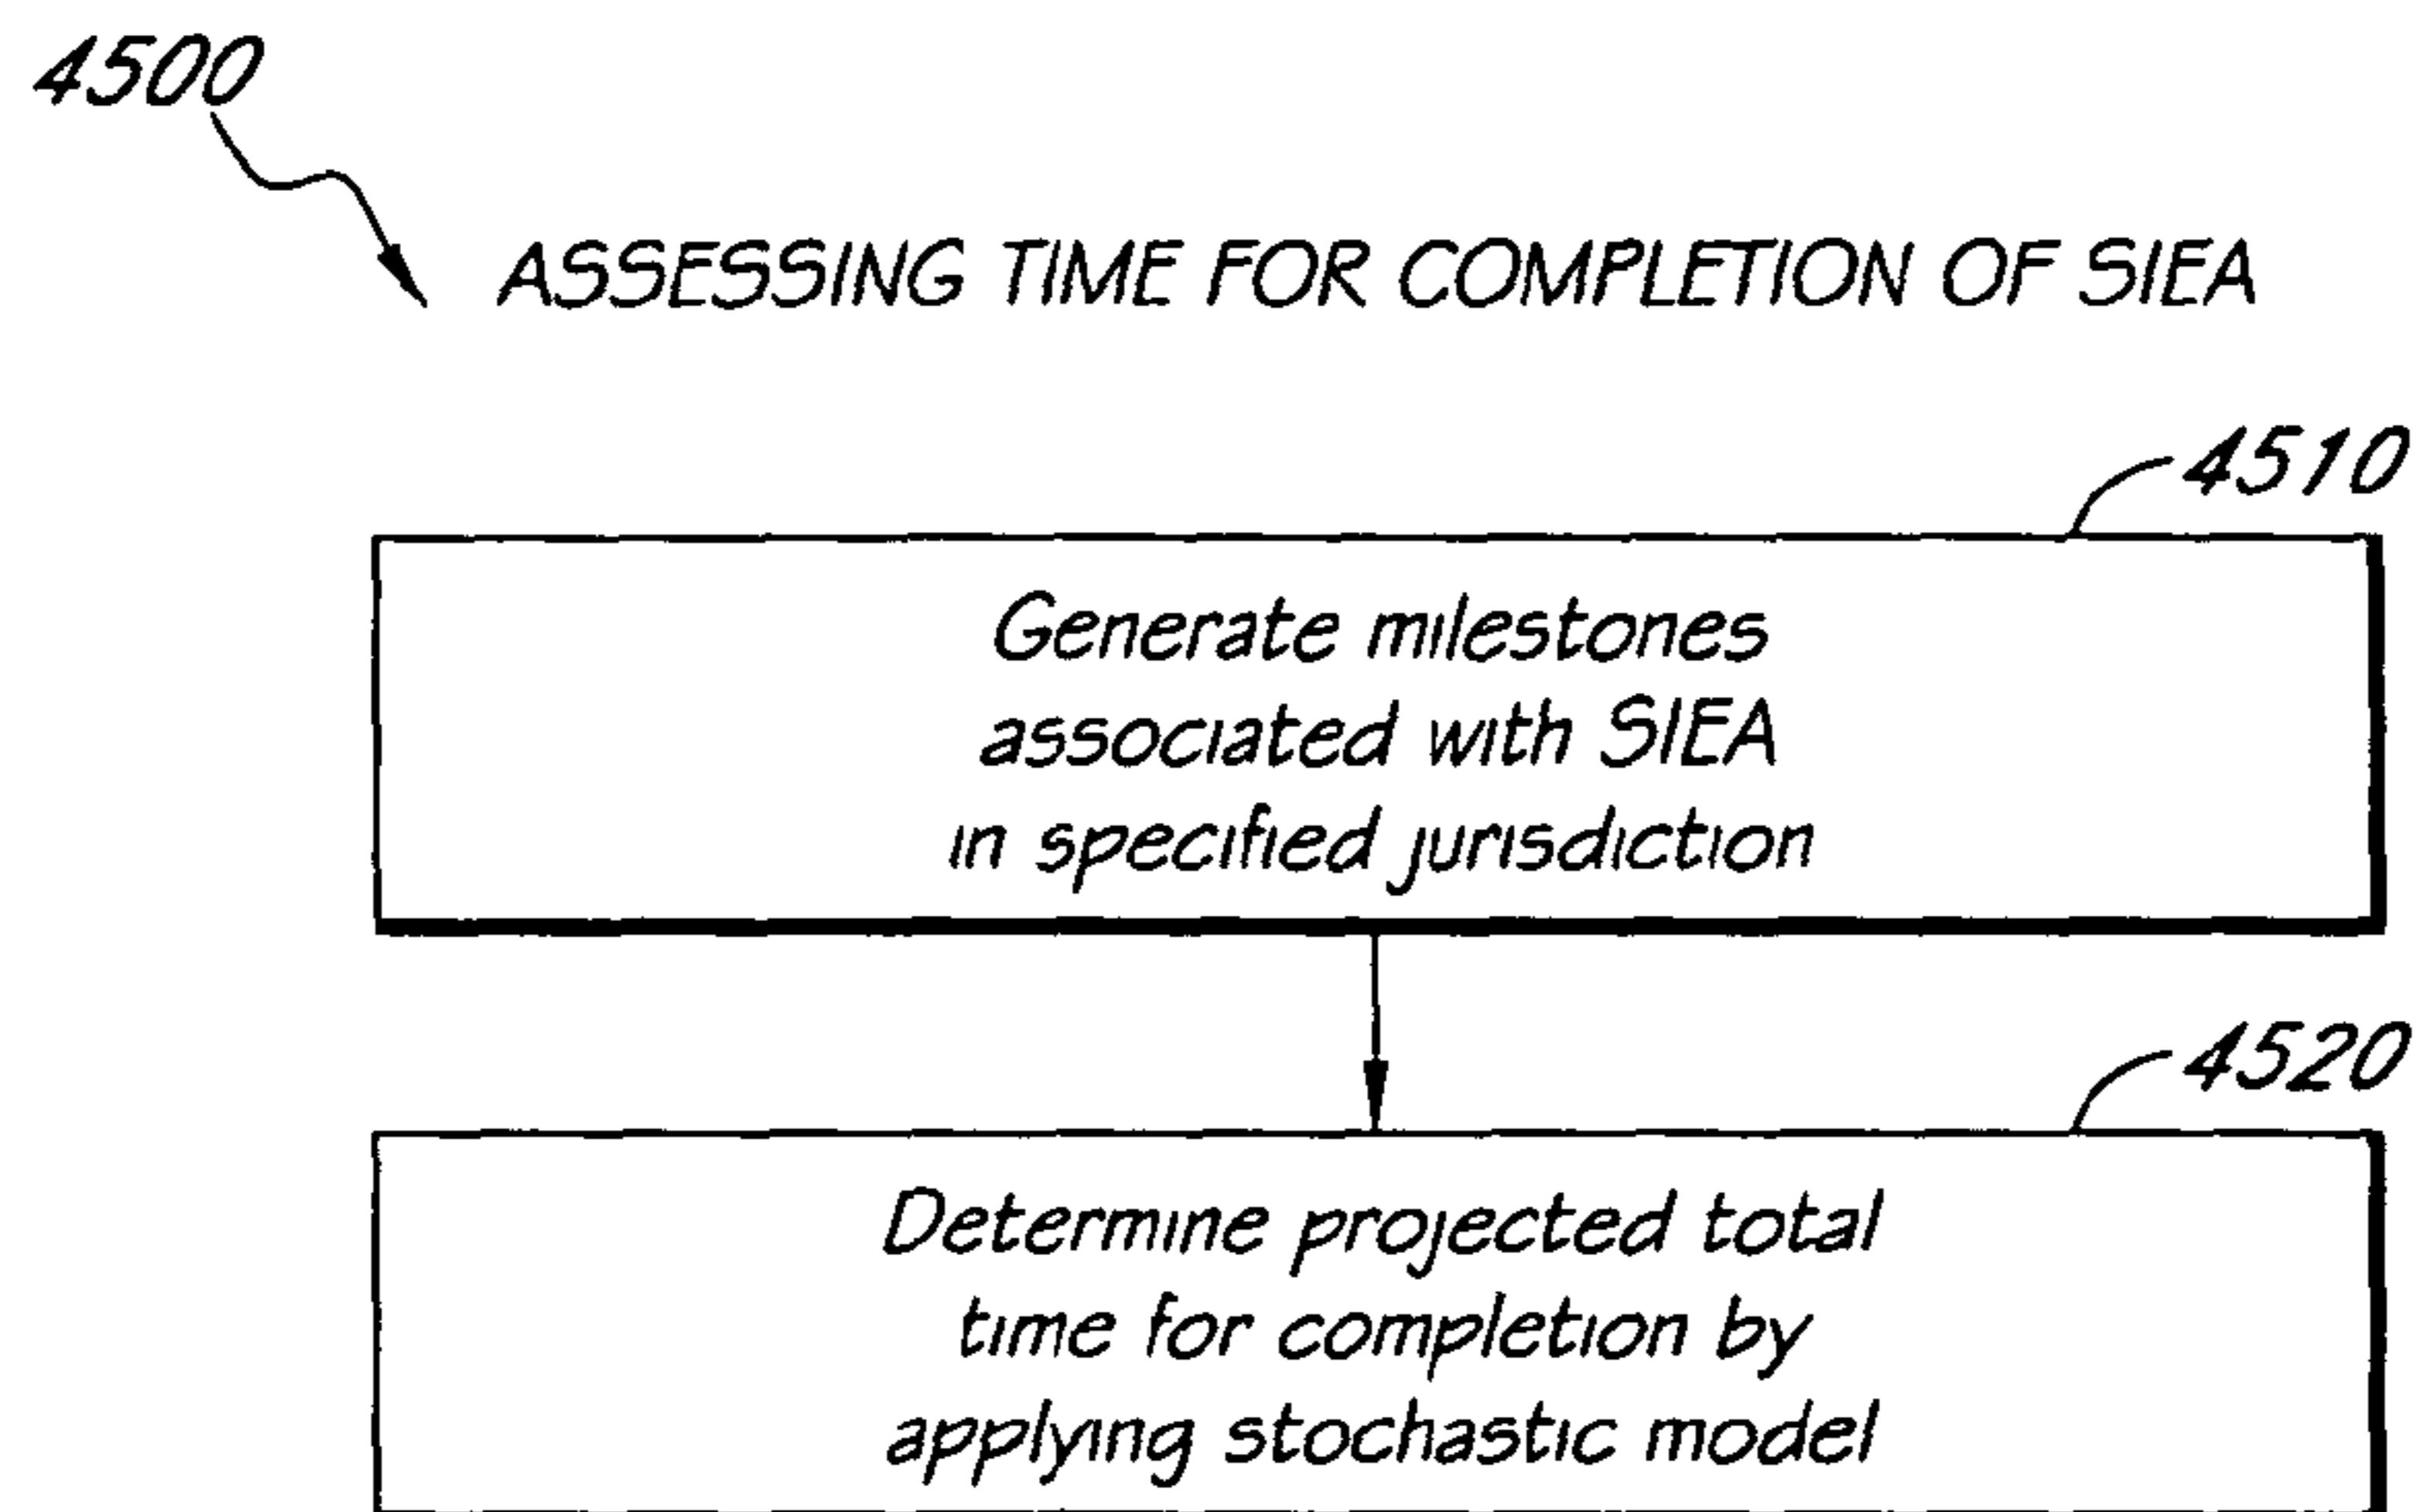 4500
ASSESSING TIME FOR COMPLETION OF SIEA
4510
Generate milestones
associated with SIEA
in specified jurisdiction
4520
Determine projected total
time for completion by
applying stochastic model